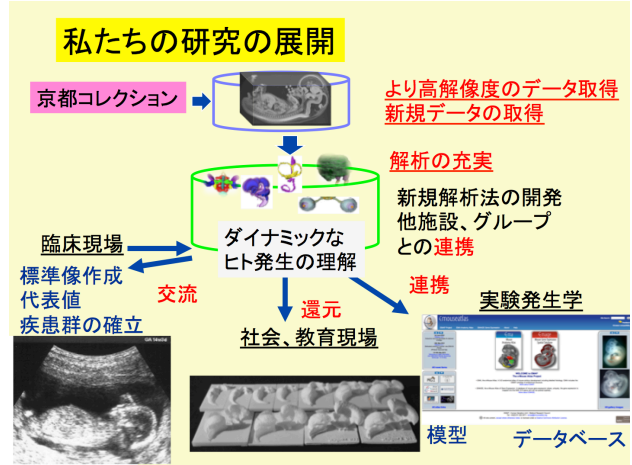 私たちの研究の展開
京都コレクション
より高解像度のデータ取得
新規データの取得
解析の充実
新規解析法の開発
他施設、グループ
との連携
ダイナミックな
ヒト発生の理解
臨床現場
標準像作成
代表値
疾患群の確立
交流
還元
連携
社会、教育現場
実験発生学
模型
データベース